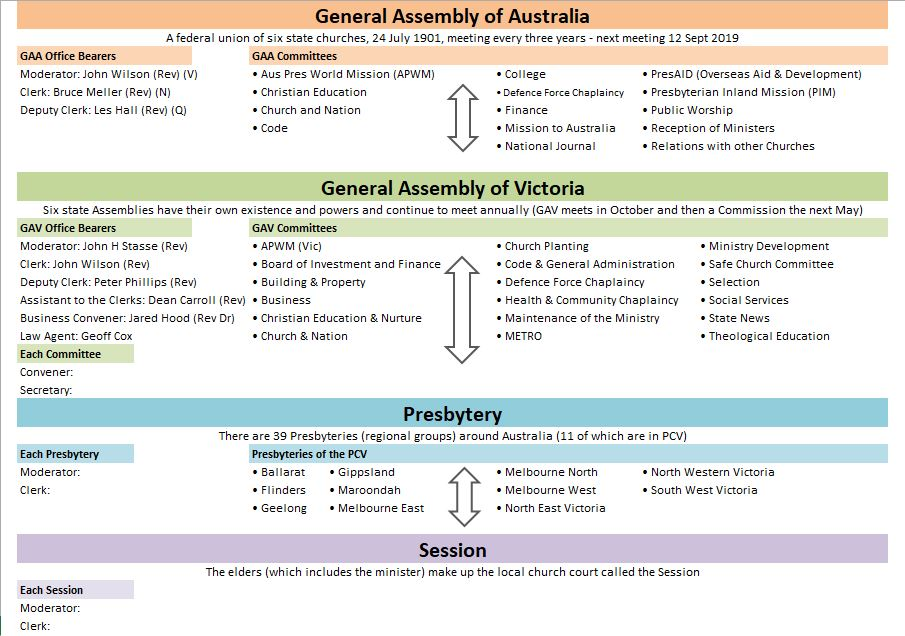 General Assembly of Australia
A federal union of six state churches, 24 July 1901, meeting every three years - next meeting 12 Sept 2019
GAA Office Bearers
Moderator: John Wilson (Rev) (V)
Clerk: Bruce Meller (Rev) (N)
Deputy Clerk: Les Hall (Rev) (Q)
GAA Committees
• Aus Pres World Mission (APWM)
• Christian Education
• Church and Nation
• Code
• College
• Defence Force Chaplaincy
• Finance
• Mission to Australia
• National Journal
• PresAID (Overseas Aid & Development)
• Presbyterian Inland Mission (PIM)
• Public Worship
• Reception of Ministers
• Relations with other Churches
General Assembly of Victoria
Six state Assemblies have their own existence and powers and continue to meet annually (GAV meets in October and then a Commission the next May)
GAV Office Bearers
Moderator: John H Stasse (Rev)
Clerk: John Wilson (Rev)
Deputy Clerk: Peter Phillips (Rev)
Assistant to the Clerks: Dean Carroll (Rev)
Business Convener: Jared Hood (Rev Dr)
Law Agent: Geoff Cox
Each Committee
Convener:
Secretary:
GAV Committees
• APWM (Vic)
• Board of Investment and Finance
• Building & Property
• Business
• Christian Education & Nurture
• Church & Nation
• Church Planting
• Code & General Administration
• Defence Force Chaplaincy
• Health & Community Chaplaincy
• Maintenance of the Ministry
• METRO
• Ministry Development
• Safe Church Committee
• Selection
• Social Services
• State News
• Theological Education
Presbytery
There are 39 Presbyteries (regional groups) around Australia (11 of which are in PCV)
Each Presbytery
Moderator:
Clerk:
Presbyteries of the PCV
• Ballarat
• Flinders
• Geelong
• Gippsland
• Maroondah
• Melbourne East
• Melbourne North
• Melbourne West
• North East Victoria
• North Western Victoria
• South West Victoria
Session
The elders (which includes the minister) make up the local church court called the Session
Each Session
Moderator:
Clerk: